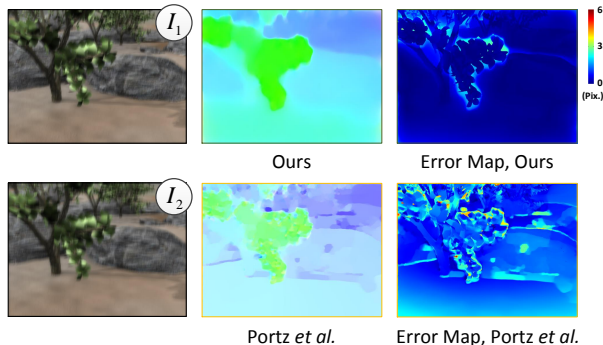 I₁
6
3
0
(Pix.)
Ours
Error Map, Ours
I₂
Portz et al.
Error Map, Portz et al.